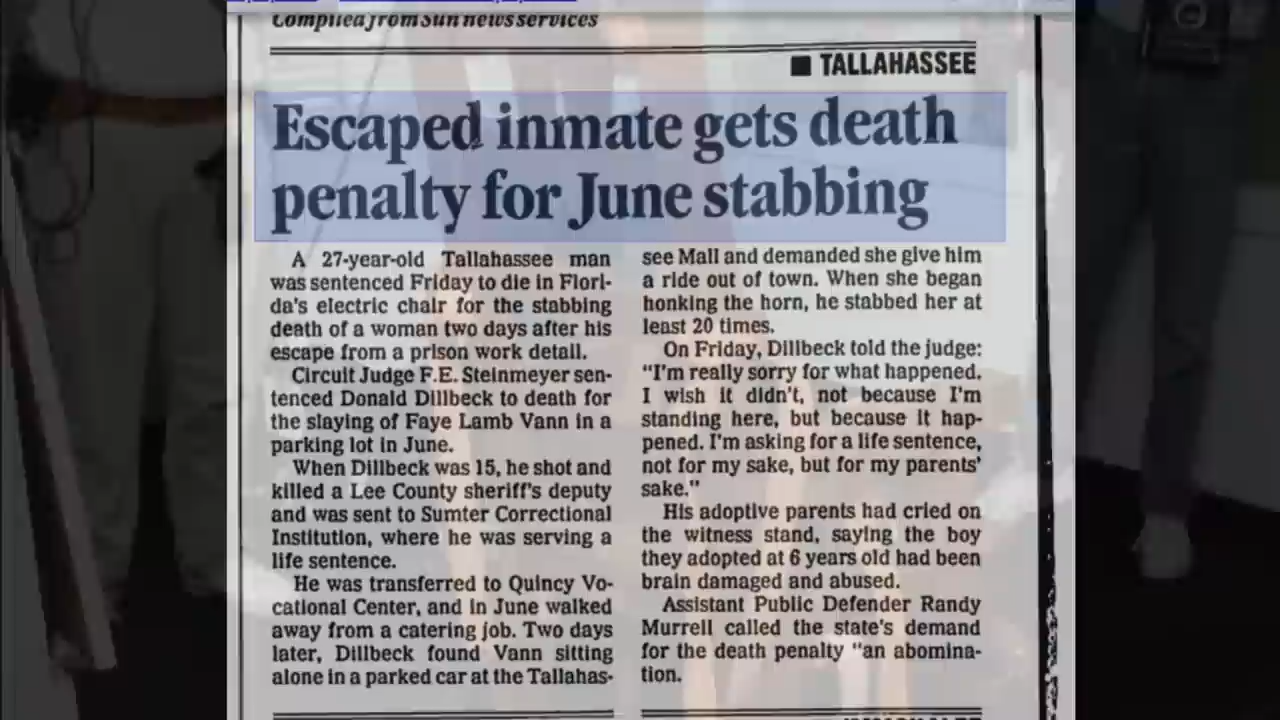 Compiled from Sun news services
■ TALLAHASSEE
Escaped inmate gets death
penalty for June stabbing
A 27-year-old Tallahassee man
was sentenced Friday to die in Flori-
da's electric chair for the stabbing
death of a woman two days after his
escape from a prison work detail.
Circuit Judge F.E. Steinmeyer sen-
tenced Donald Dillbeck to death for
the slaying of Faye Lamb Vann in a
parking lot in June.
When Dillbeck was 15, he shot and
killed a Lee County sheriff's deputy
and was sent to Sumter Correctional
Institution, where he was serving a
life sentence.
He was transferred to Quincy Vo-
cational Center, and in June walked
away from a catering job. Two days
later, Dillbeck found Vann sitting
alone in a parked car at the Tallahas-
see Mall and demanded she give him
a ride out of town. When she began
honking the horn, he stabbed her at
least 20 times.
On Friday, Dillbeck told the judge:
"I'm really sorry for what happened.
I wish it didn't, not because I'm
standing here, but because it hap-
pened. I'm asking for a life sentence,
not for my sake, but for my parents'
sake."
His adoptive parents had cried on
the witness stand, saying the boy
they adopted at 6 years old had been
brain damaged and abused.
Assistant Public Defender Randy
Murrell called the state's demand
for the death penalty "an abomina-
tion.